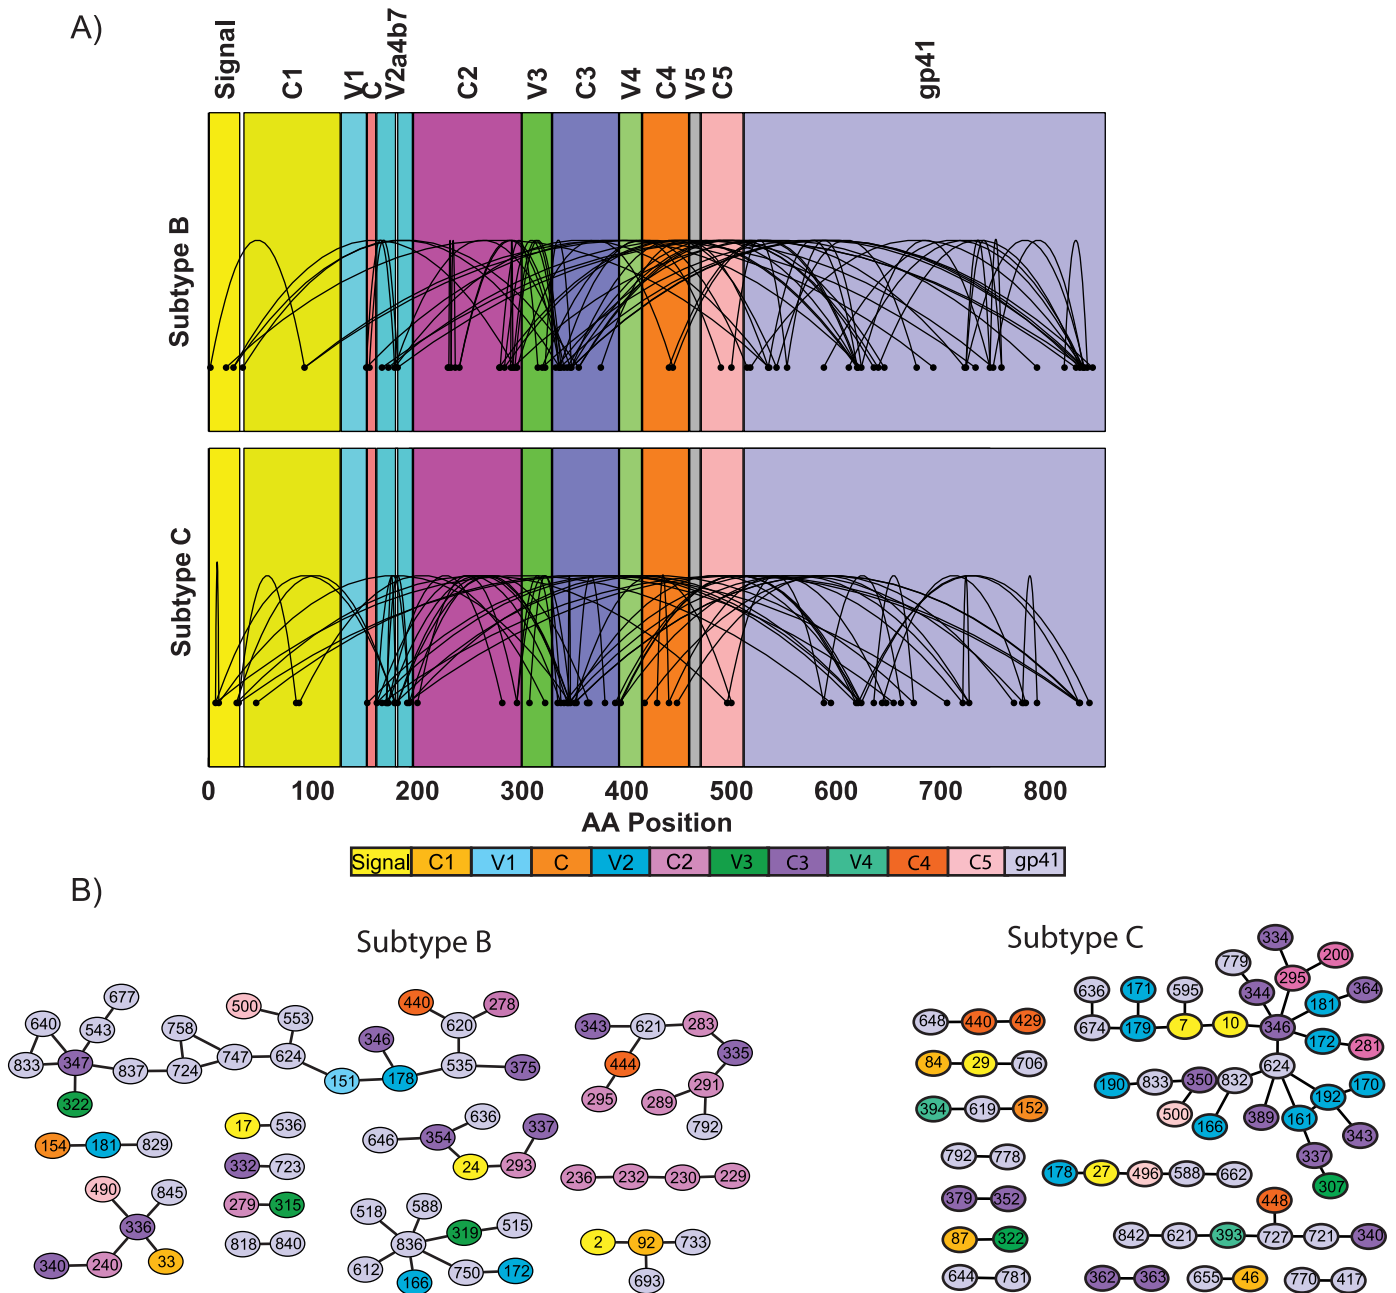 A)
Signal C1 V1 C V2a4b7 C2 V3 C3 V4 C4 V5 C5 gp41
Subtype B
Subtype C
0 100 200 300 400 500 600 700 800
AA Position
Signal C1 V1 C V2 C2 V3 C3 V4 C4 C5 gp41
B)
Subtype B
677
640 543
833 347 837
322
758
724 747 624
500 553
151
346 178
440 278
620
535 375
343 621 283
444 335
295 289 291
792
154 181 829
17 536
332 723
279 315
818 840
636
646 354 337
24 293
236 232 230 229
490 845
336
340 240 33
518 588
319 515
836
612 750 172
166
2 92 733
693
Subtype C
648 440 429
84 29 706
394 619 152
792 778
379 352
87 322
644 781
334
779 295 200
636 171 595 344 181 364
674 179 7 10 346 172 281
624
190 833 350 832 192 170
500 166 389 161 343
337
307
178 27 496 588 662
448
842 621 393 727 721 340
362 363
655 46
770 417